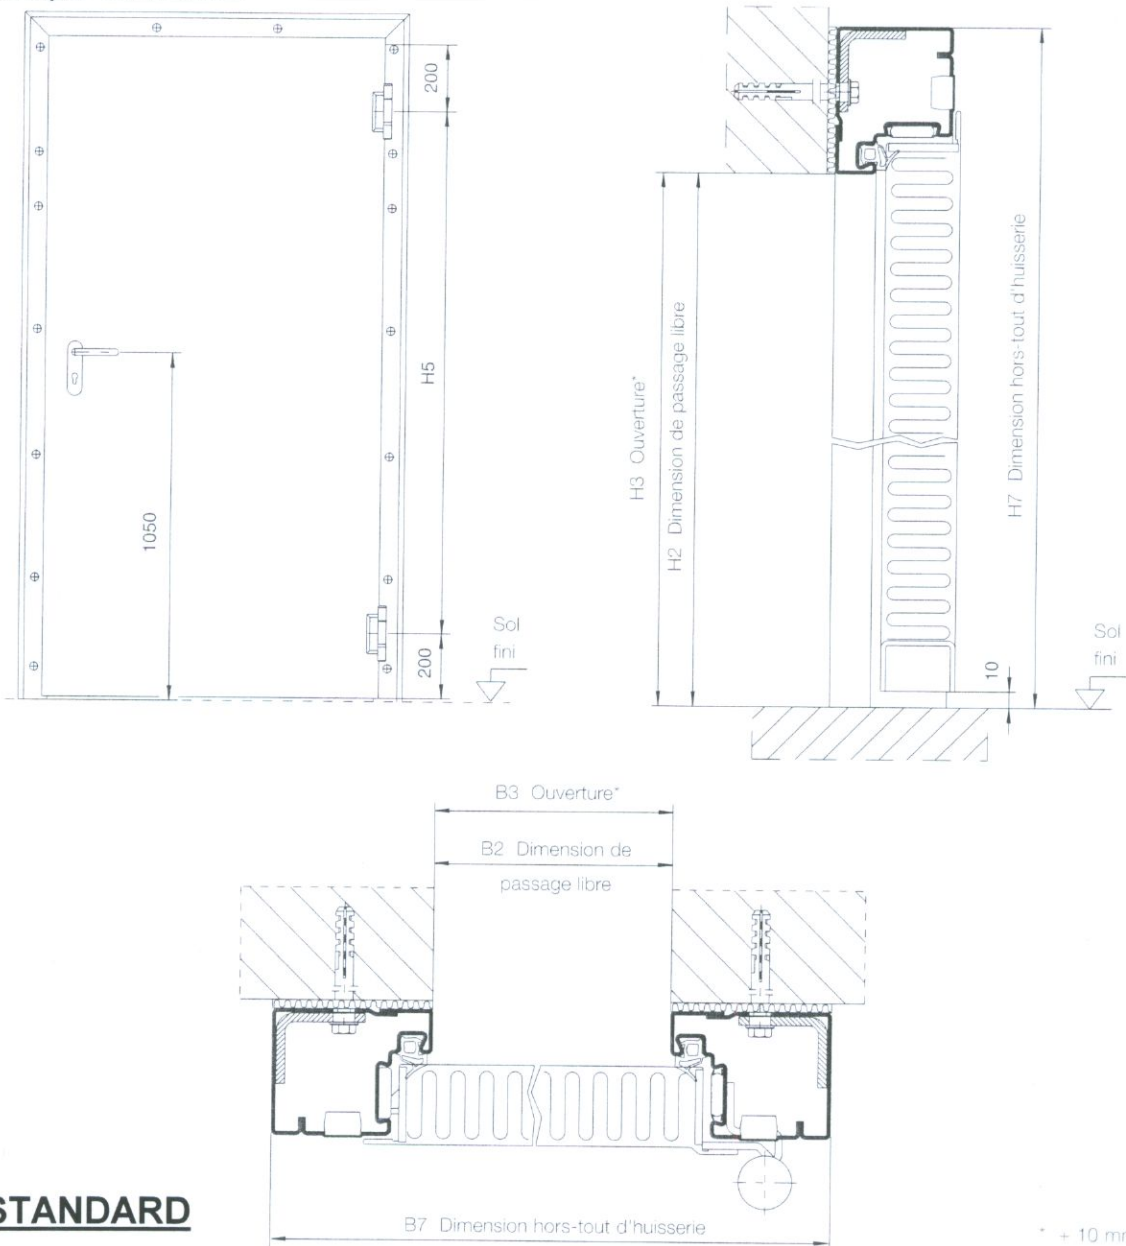 200
H5
1050
200
Sol
fini
H3 Ouverture*
H2 Dimension de passage libre
H7 Dimension hors-tout d'huisserie
10
Sol
fini
B3 Ouverture*
B2 Dimension de
passage libre
STANDARD
B7 Dimension hors-tout d'huisserie
* + 10 mm